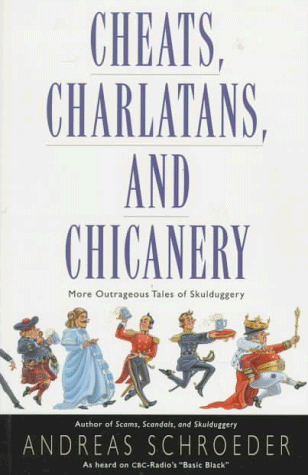 CHEATS,
CHARLATANS,
AND
CHICANERY
More Outrageous Tales of Skulduggery
Author of Scams, Scandals, and Skulduggery
ANDREAS SCHROEDER
As heard on CBC-Radio's "Basic Black"